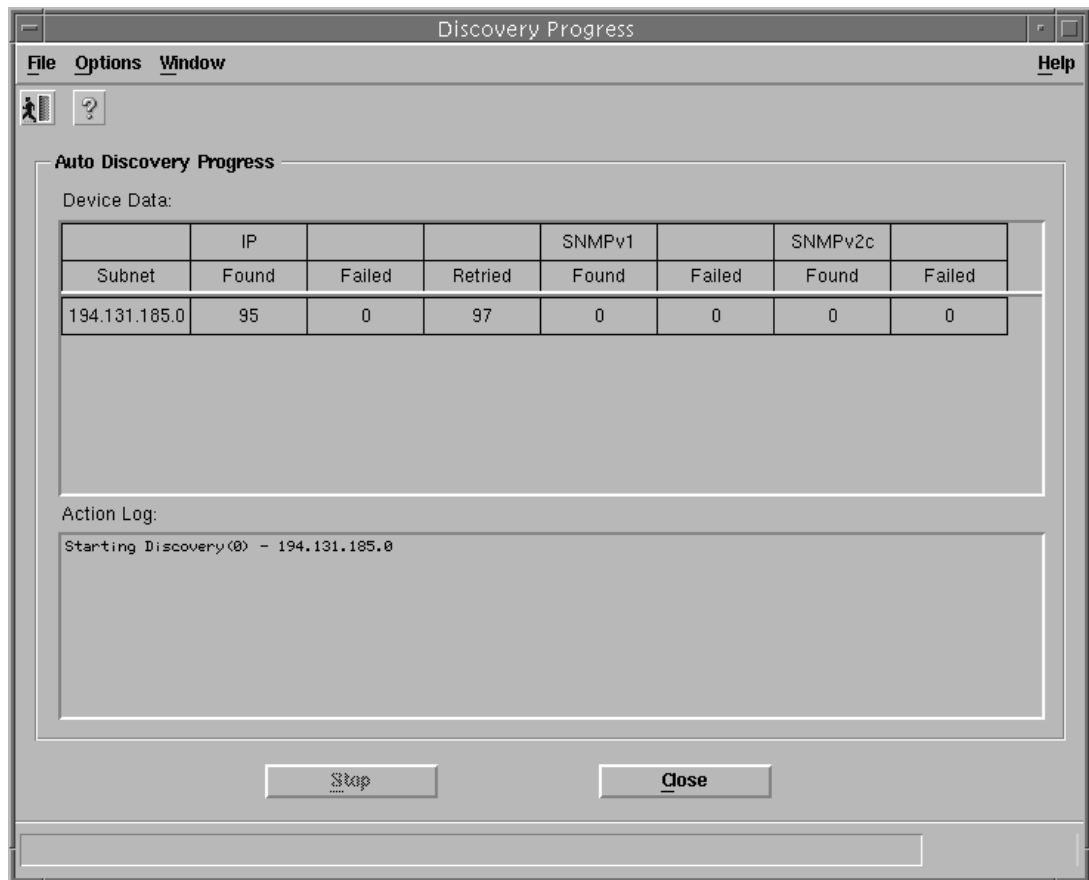 Discovery Progress
File Options Window Help
?
Auto Discovery Progress
Device Data:
IP SNMPv1 SNMPv2c
Subnet Found Failed Retried Found Failed Found Failed
194.131.185.0 95 0 97 0 0 0 0
Action Log:
Starting Discovery(0) - 194.131.185.0
Stop Close